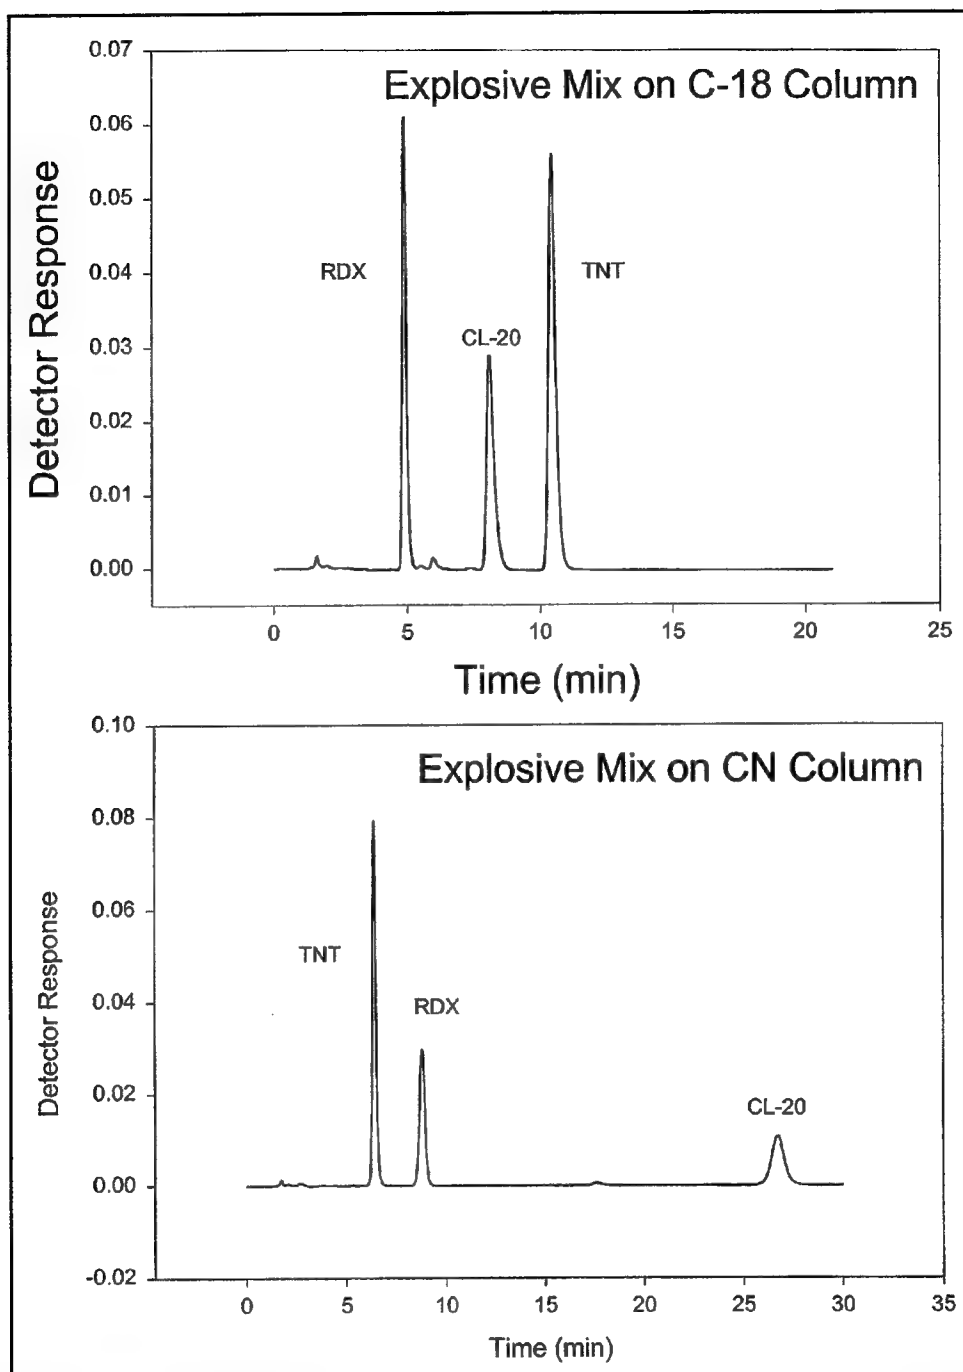 Explosive Mix on C-18 Column
0.07
0.06
0.05
0.04
0.03
0.02
0.01
0.00
Detector Response
RDX
CL-20
TNT
0
5
10
15
20
25
Time (min)
Explosive Mix on CN Column
0.10
0.08
0.06
0.04
0.02
0.00
-0.02
Detector Response
TNT
RDX
CL-20
0
5
10
15
20
25
30
35
Time (min)